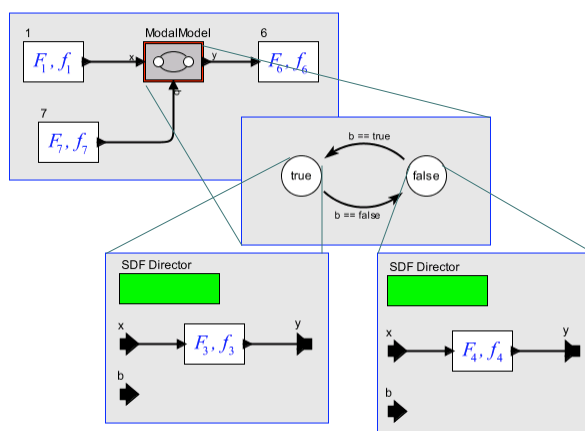 1
ModalModel
6
F₁, f₁
x
y
F₆, f₆
b
7
F₇, f₇
b == true
true
false
b == false
SDF Director
x
y
F₃, f₃
b
SDF Director
x
y
F₄, f₄
b